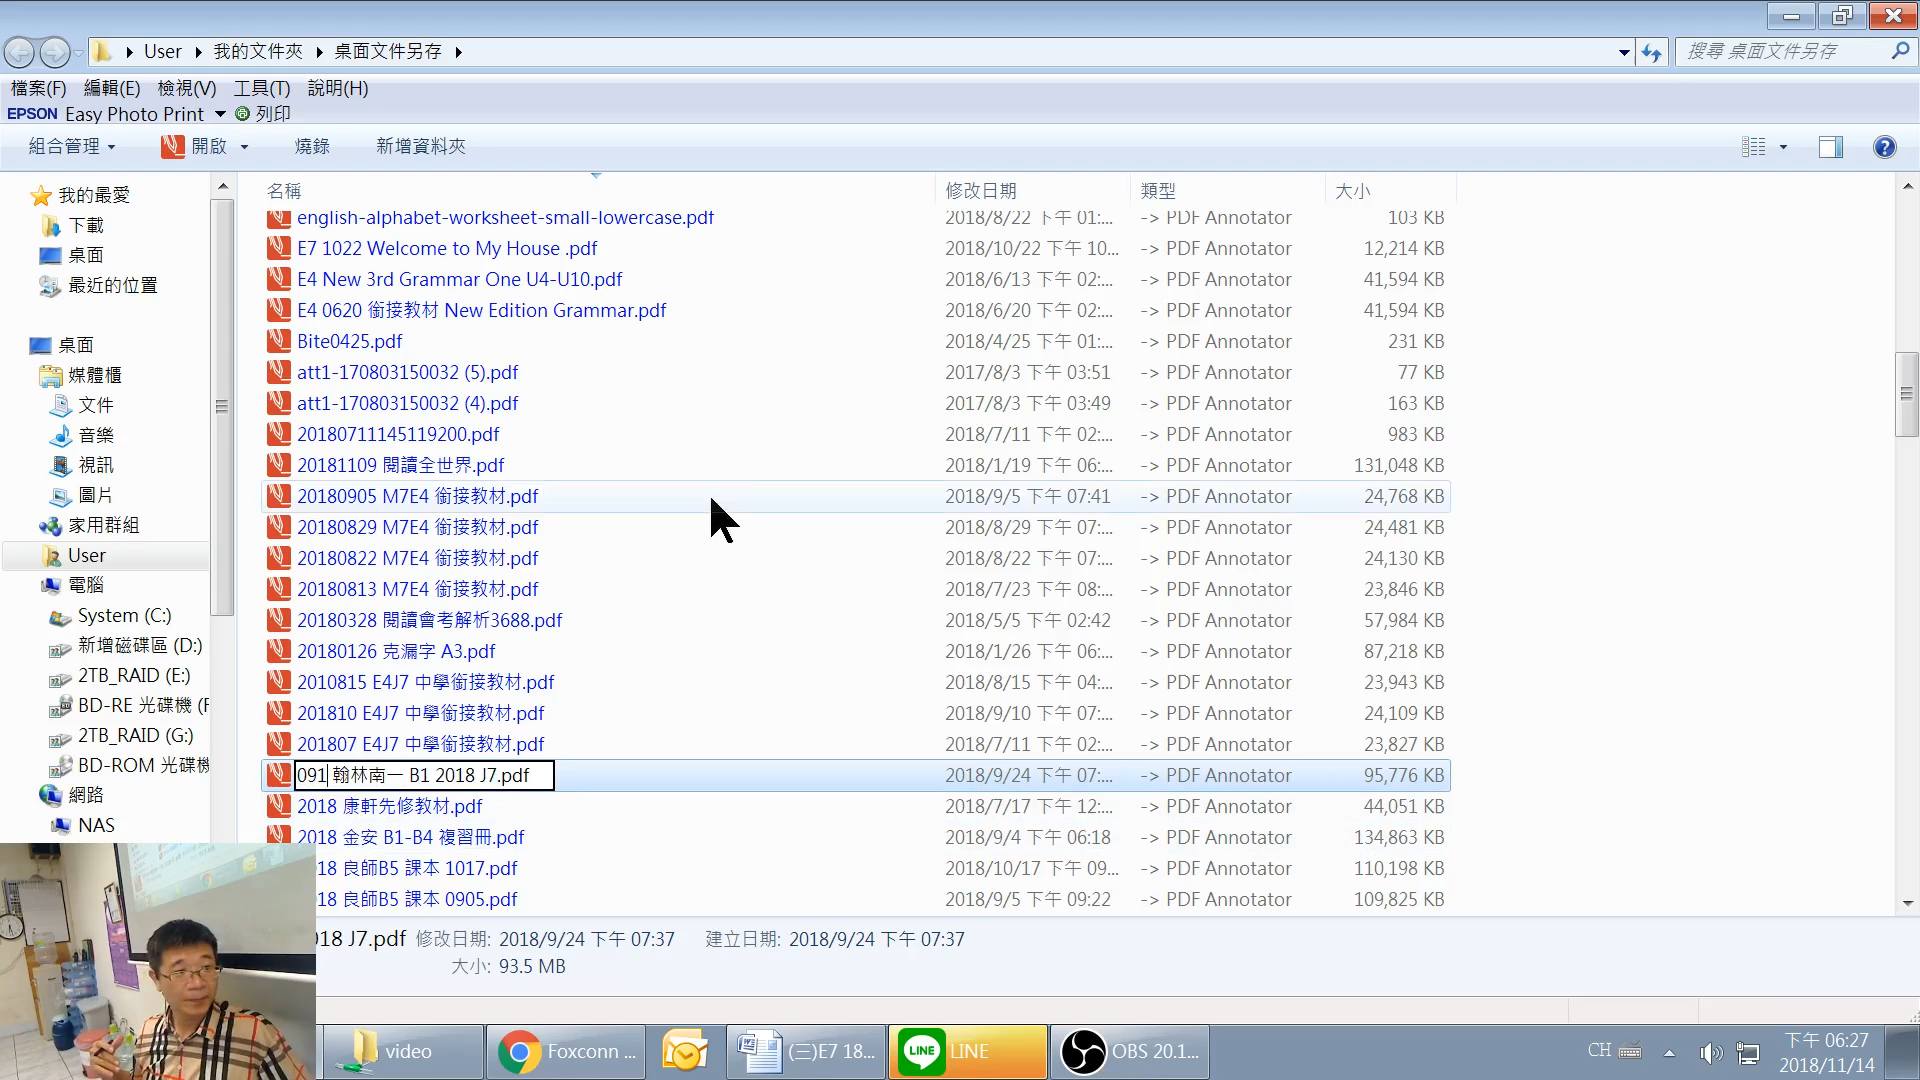 User 我的文件夾 桌面文件另存
搜尋 桌面文件另存
檔案(F) 編輯(E) 檢視(V) 工具(T) 說明(H)
EPSON Easy Photo Print 列印
組合管理 開啟 燒錄 新增資料夾
我的最愛
下載
桌面
最近的位置
桌面
媒體櫃
文件
音樂
視訊
圖片
家用群組
User
電腦
System (C:)
新增磁碟區 (D:)
2TB_RAID (E:)
BD-RE 光碟機 (F
2TB_RAID (G:)
BD-ROM 光碟機
網路
NAS
名稱 修改日期 類型 大小
english-alphabet-worksheet-small-lowercase.pdf 2018/8/22 下午 01:... -> PDF Annotator 103 KB
E7 1022 Welcome to My House .pdf 2018/10/22 下午 10... -> PDF Annotator 12,214 KB
E4 New 3rd Grammar One U4-U10.pdf 2018/6/13 下午 02:... -> PDF Annotator 41,594 KB
E4 0620 銜接教材 New Edition Grammar.pdf 2018/6/20 下午 02:... -> PDF Annotator 41,594 KB
Bite0425.pdf 2018/4/25 下午 01:... -> PDF Annotator 231 KB
att1-170803150032 (5).pdf 2017/8/3 下午 03:51 -> PDF Annotator 77 KB
att1-170803150032 (4).pdf 2017/8/3 下午 03:49 -> PDF Annotator 163 KB
20180711145119200.pdf 2018/7/11 下午 02:... -> PDF Annotator 983 KB
20181109 閱讀全世界.pdf 2018/1/19 下午 06:... -> PDF Annotator 131,048 KB
20180905 M7E4 銜接教材.pdf 2018/9/5 下午 07:41 -> PDF Annotator 24,768 KB
20180829 M7E4 銜接教材.pdf 2018/8/29 下午 07:... -> PDF Annotator 24,481 KB
20180822 M7E4 銜接教材.pdf 2018/8/22 下午 07:... -> PDF Annotator 24,130 KB
20180813 M7E4 銜接教材.pdf 2018/7/23 下午 08:... -> PDF Annotator 23,846 KB
20180328 閱讀會考解析3688.pdf 2018/5/5 下午 02:42 -> PDF Annotator 57,984 KB
20180126 克漏字 A3.pdf 2018/1/26 下午 06:... -> PDF Annotator 87,218 KB
2010815 E4J7 中學銜接教材.pdf 2018/8/15 下午 04:... -> PDF Annotator 23,943 KB
201810 E4J7 中學銜接教材.pdf 2018/9/10 下午 07:... -> PDF Annotator 24,109 KB
201807 E4J7 中學銜接教材.pdf 2018/7/11 下午 02:... -> PDF Annotator 23,827 KB
091 翰林南一 B1 2018 J7.pdf 2018/9/24 下午 07:... -> PDF Annotator 95,776 KB
2018 康軒先修教材.pdf 2018/7/17 下午 12:... -> PDF Annotator 44,051 KB
2018 金安 B1-B4 複習冊.pdf 2018/9/4 下午 06:18 -> PDF Annotator 134,863 KB
18 良師B5 課本 1017.pdf 2018/10/17 下午 09... -> PDF Annotator 110,198 KB
18 良師B5 課本 0905.pdf 2018/9/5 下午 09:22 -> PDF Annotator 109,825 KB
18 J7.pdf 修改日期: 2018/9/24 下午 07:37 建立日期: 2018/9/24 下午 07:37
大小: 93.5 MB
video Foxconn ... (三)E7 18... LINE LINE OBS 20.1... CH 下午 06:27
2018/11/14